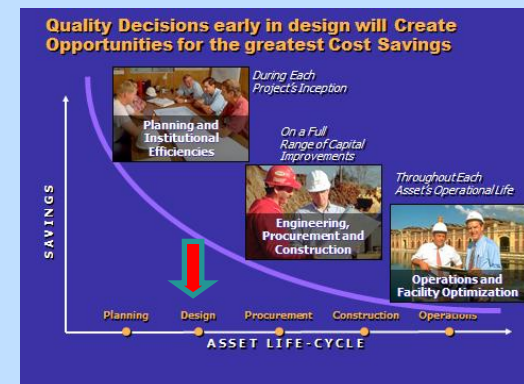 Quality Decisions early in design will Create
Opportunities for the greatest Cost Savings
During Each
Project's Inception
Planning and
Institutional
Efficiencies
On a Full
Range of Capital
Improvements
Engineering,
Procurement and
Construction
Throughout Each
Asset's Operational Life
Operations and
Facility Optimization
SAVINGS
Planning
Design
Procurement
Construction
Operations
ASSET LIFE-CYCLE